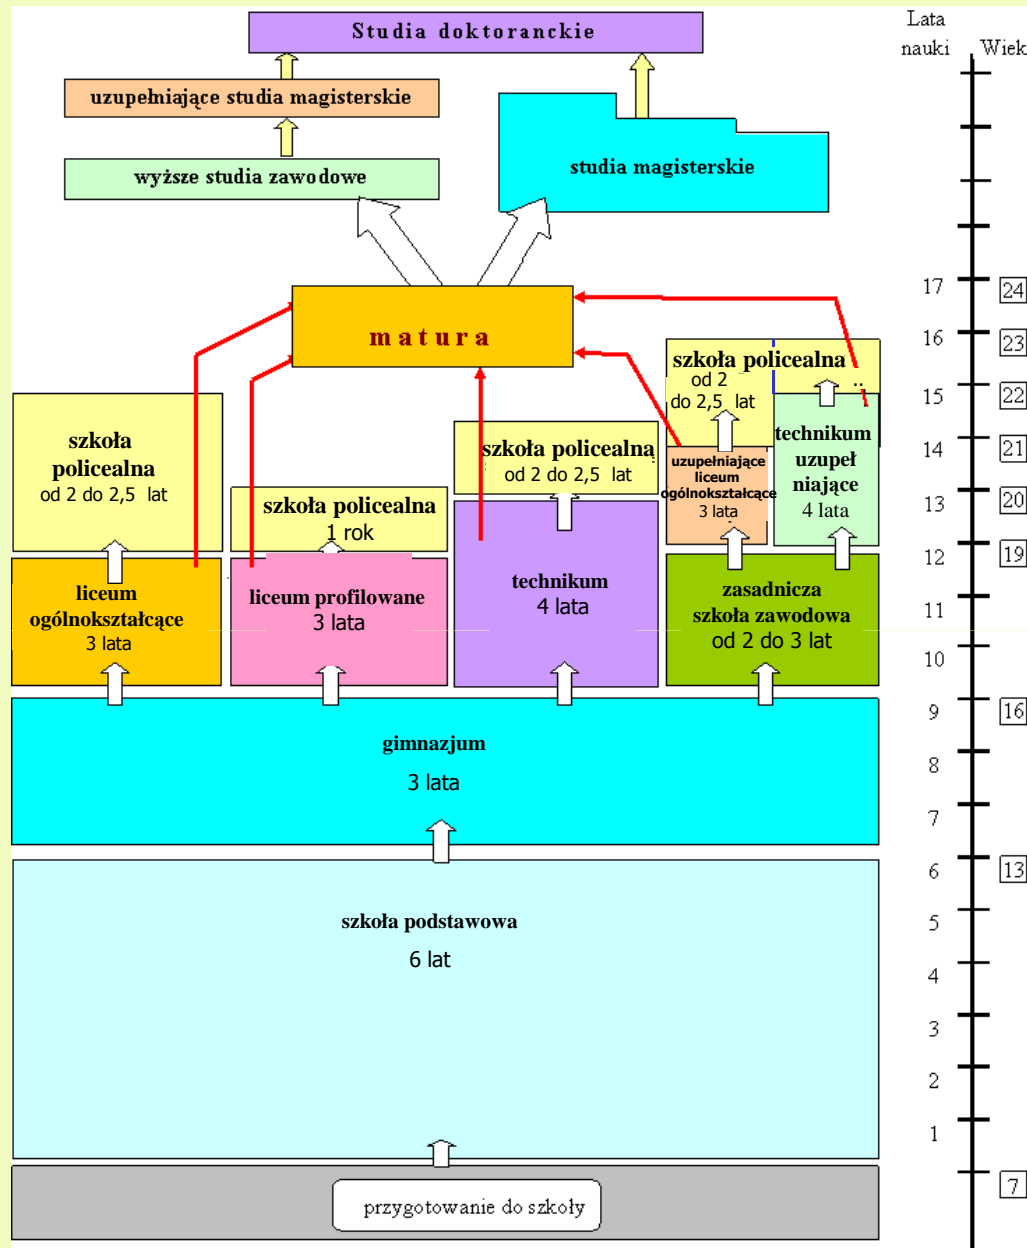 Studia doktoranckie
Lata
nauki
Wiek
uzupełniające studia magisterskie
wyższe studia zawodowe
studia magisterskie
matura
17
24
16
23
15
22
14
21
13
20
12
19
11
10
9
16
8
7
6
13
5
4
3
2
1
7
szkoła policealna
od 2
do 2,5 lat
..
szkoła
policealna
od 2 do 2,5 lat
szkoła policealna
1 rok
szkoła policealna
od 2 do 2,5 lat
uzupełniające
liceum
ogólnokształcące
3 lata
technikum
uzupeł
niające
4 lata
liceum
ogólnokształcące
3 lata
liceum profilowane
3 lata
technikum
4 lata
zasadnicza
szkoła zawodowa
od 2 do 3 lat
gimnazjum
3 lata
szkoła podstawowa
6 lat
przygotowanie do szkoły